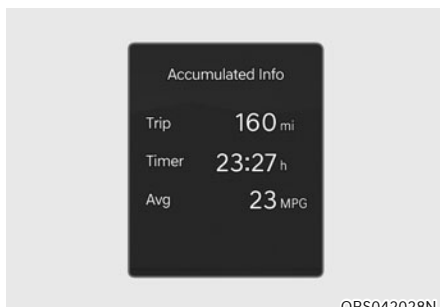 Accumulated Info
Trip 160 mi
Timer 23:27 h
Avg 23 MPG